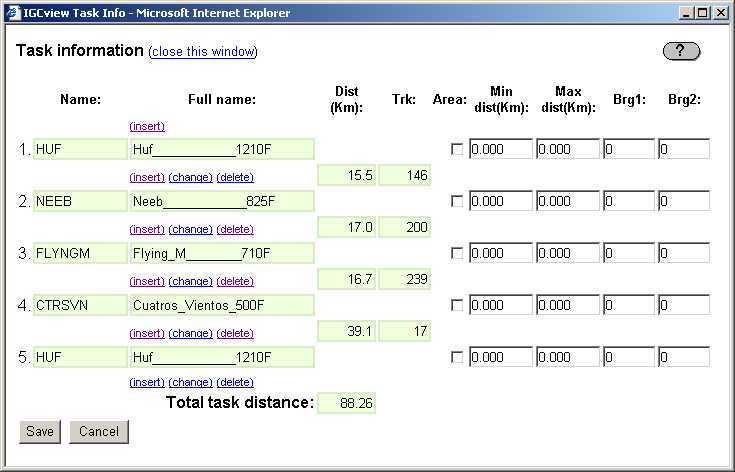 IGCview Task Info - Microsoft Internet Explorer
Task information (close this window)
?
Name: Full name: Dist (Km): Trk: Area: Min dist(Km): Max dist(Km): Brg1: Brg2:
(insert)
1. HUF Huf____________1210F 0.000 0.000 0 0
(insert) (change) (delete) 15.5 146
2. NEEB Neeb____________825F 0.000 0.000 0 0
(insert) (change) (delete) 17.0 200
3. FLYNGM Flying_M________710F 0.000 0.000 0 0
(insert) (change) (delete) 16.7 239
4. CTRSVN Cuatros_Vientos_500F 0.000 0.000 0 0
(insert) (change) (delete) 39.1 17
5. HUF Huf____________1210F 0.000 0.000 0 0
(insert) (change) (delete)
Total task distance: 88.26
Save Cancel